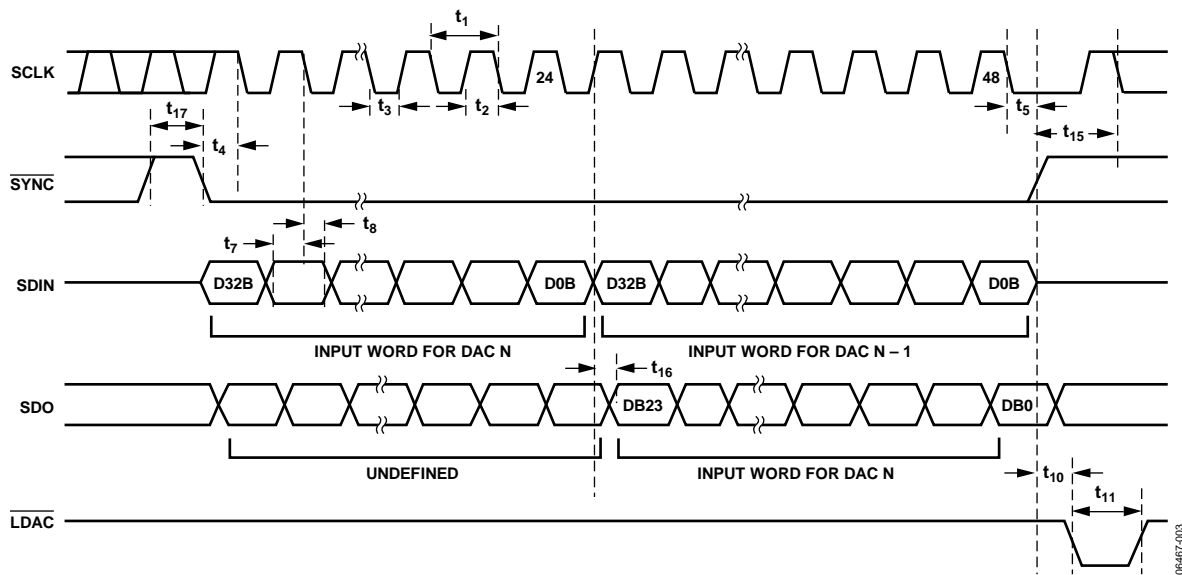 t1
SCLK
24
48
t3
t2
t5
t17
t4
t15
SYNC
t7
t8
SDIN
D32B
D0B
D32B
D0B
INPUT WORD FOR DAC N
INPUT WORD FOR DAC N – 1
t16
SDO
DB23
DB0
UNDEFINED
INPUT WORD FOR DAC N
t10
t11
LDAC
06467-003